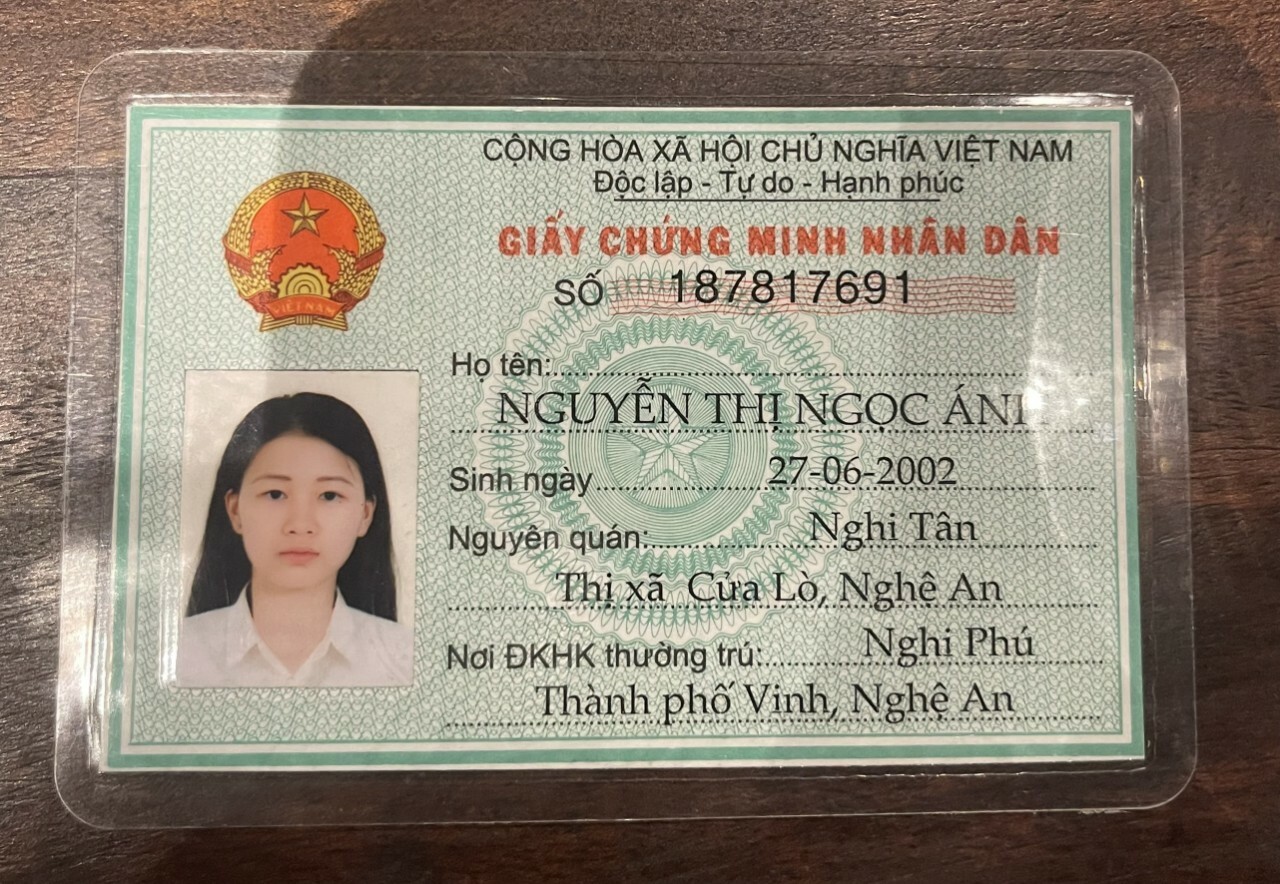 CỘNG HÒA XÃ HỘI CHỦ NGHĨA VIỆT NAM
Độc lập - Tự do - Hạnh phúc
GIẤY CHỨNG MINH NHÂN DÂN
SỐ 187817691
VIỆT NAM
Họ tên:
NGUYỄN THỊ NGỌC
Sinh ngày 27-06-2002
Nguyên quán: Nghi Tân
Thị xã Cửa Lò, Nghệ An
Nơi ĐKHK thường trú: Nghi Phú
Thành phố Vinh, Nghệ An